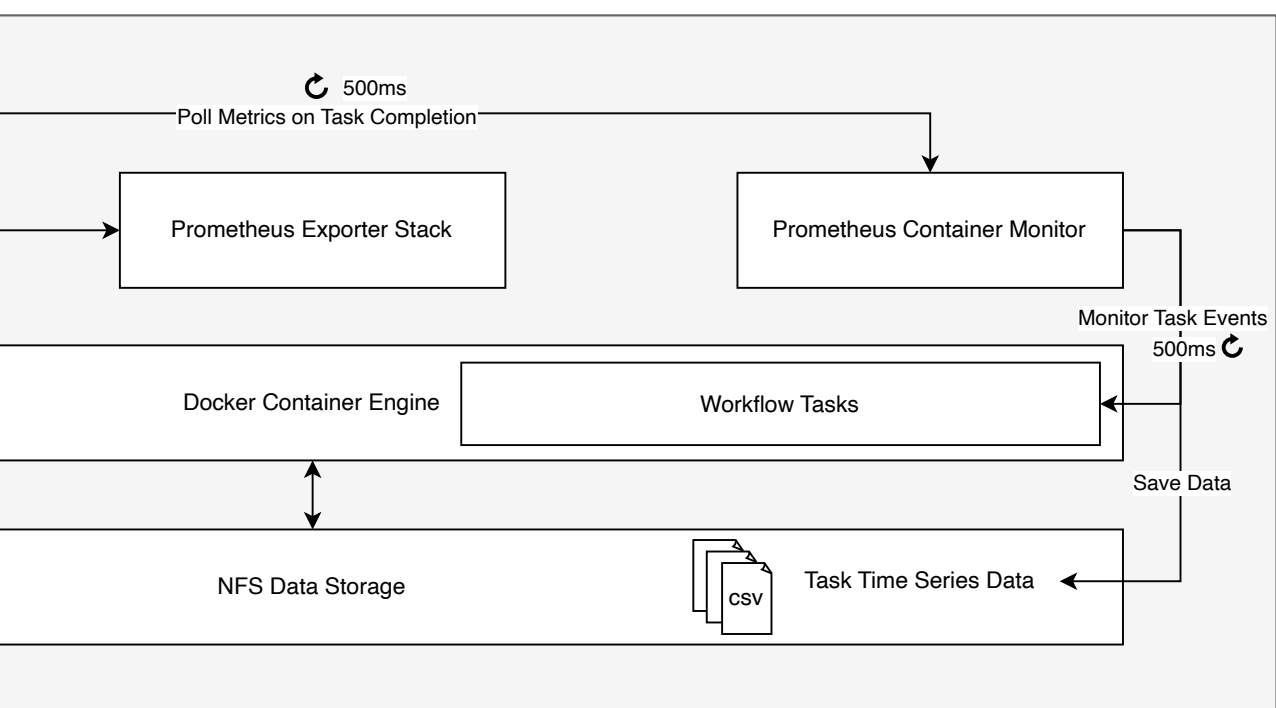 500ms
Poll Metrics on Task Completion
Prometheus Exporter Stack
Prometheus Container Monitor
Monitor Task Events
500ms
Docker Container Engine
Workflow Tasks
Save Data
NFS Data Storage
CSV
Task Time Series Data